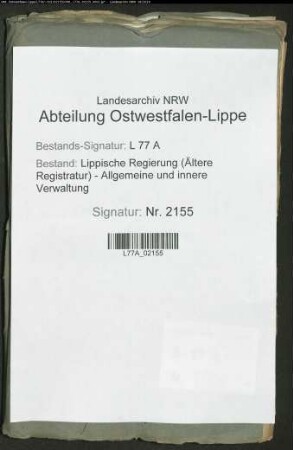 Landesarchiv NRW
Abteilung Ostwestfalen-Lippe
Bestands-Signatur: L 77 A
Bestand: Lippische Regierung (Ältere
Registratur) - Allgemeine und innere
Verwaltung
Signatur: Nr. 2155
L77A_02155